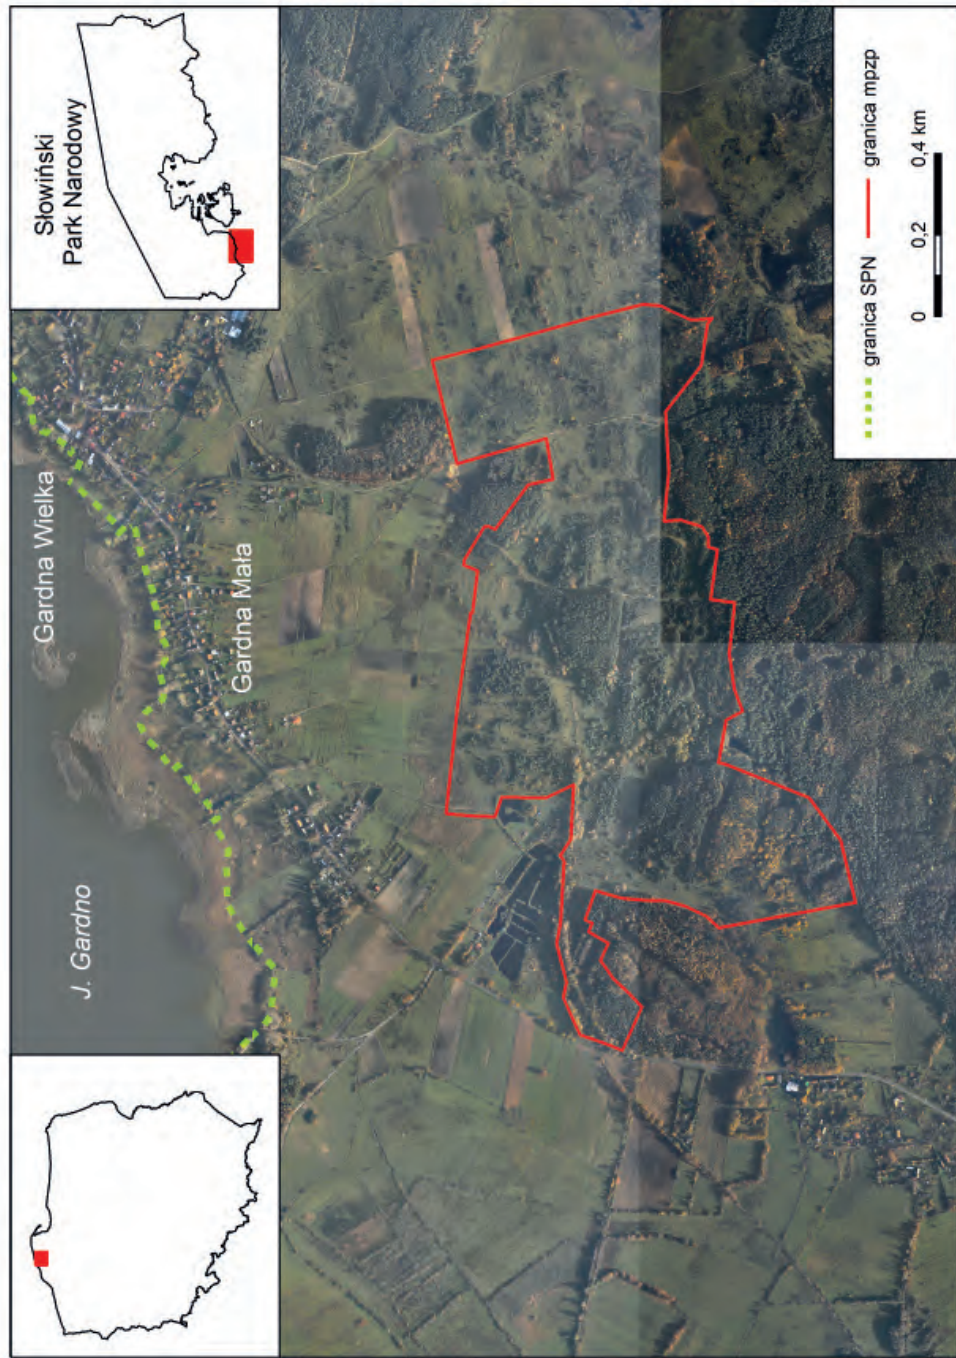 J. Gardno
Gardna Wielka
Gardna Mała
Słowiński
Park Narodowy
granica SPN
granica mpzp
0
0,2
0,4 km